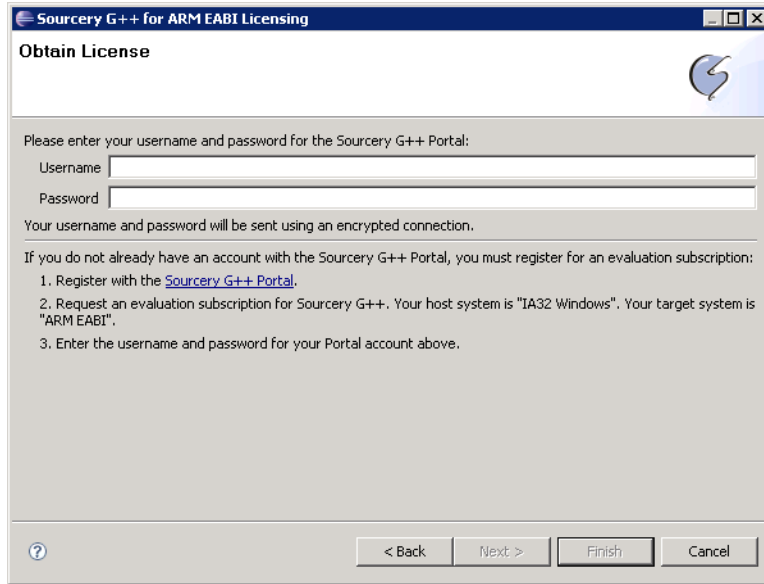 Sourcery G++ for ARM EABI Licensing
Obtain License
Please enter your username and password for the Sourcery G++ Portal:
Username
Password
Your username and password will be sent using an encrypted connection.
If you do not already have an account with the Sourcery G++ Portal, you must register for an evaluation subscription:
1. Register with the Sourcery G++ Portal.
2. Request an evaluation subscription for Sourcery G++. Your host system is "IA32 Windows". Your target system is
"ARM EABI".
3. Enter the username and password for your Portal account above.
? < Back Next > Finish Cancel